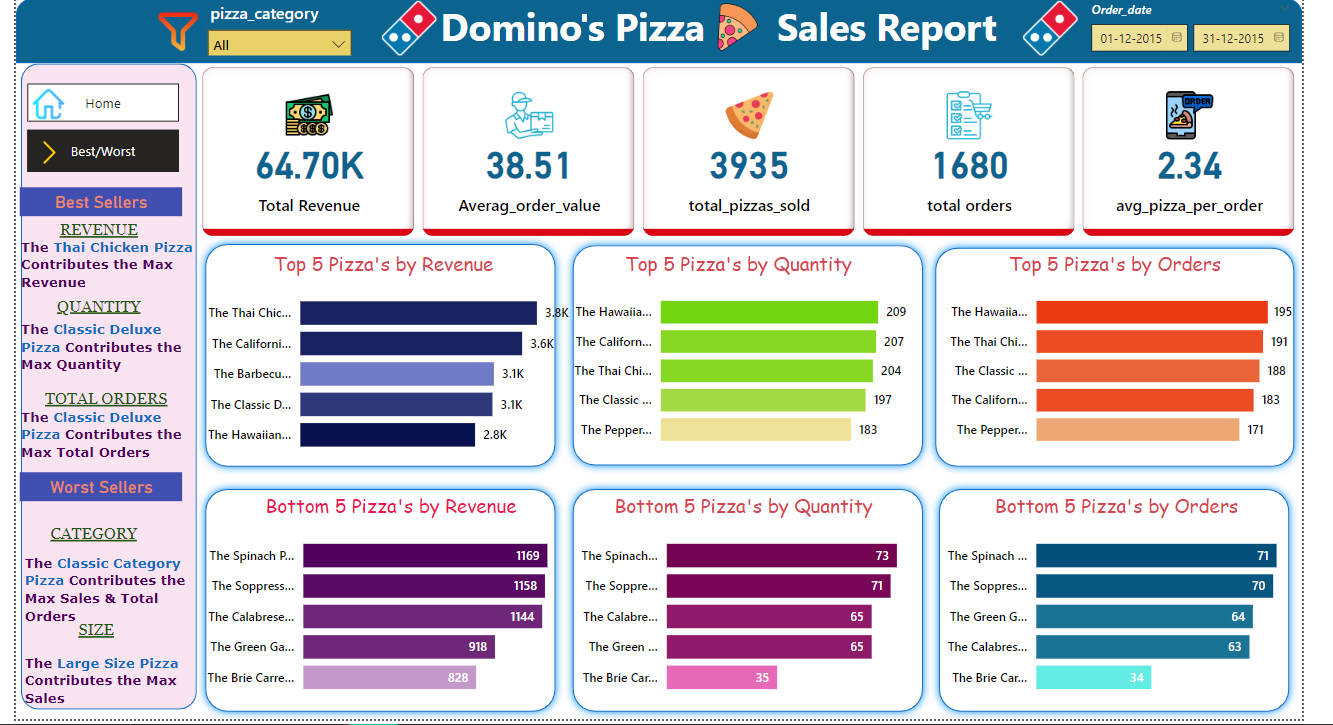 pizza_category
All
Domino's Pizza Sales Report
Order_date
01-12-2015
31-12-2015
Home
Best/Worst
Best Sellers
REVENUE
The Thai Chicken Pizza
Contributes the Max
Revenue
QUANTITY
The Classic Deluxe
Pizza Contributes the
Max Quantity
TOTAL ORDERS
The Classic Deluxe
Pizza Contributes the
Max Total Orders
Worst Sellers
CATEGORY
The Classic Category
Pizza Contributes the
Max Sales & Total
Orders
SIZE
The Large Size Pizza
Contributes the Max
Sales
64.70K
Total Revenue
38.51
Averag_order_value
3935
total_pizzas_sold
1680
total orders
ORDER
2.34
avg_pizza_per_order
Top 5 Pizza's by Revenue
The Thai Chic... 3.8K
The Californi... 3.6K
The Barbecu... 3.1K
The Classic D... 3.1K
The Hawaiian... 2.8K
Top 5 Pizza's by Quantity
The Hawaiia... 209
The Californ... 207
The Thai Chi... 204
The Classic ... 197
The Pepper... 183
Top 5 Pizza's by Orders
The Hawaiia... 195
The Thai Chi... 191
The Classic ... 188
The Californ... 183
The Pepper... 171
Bottom 5 Pizza's by Revenue
The Spinach P... 1169
The Soppress... 1158
The Calabrese... 1144
The Green Ga... 918
The Brie Carre... 828
Bottom 5 Pizza's by Quantity
The Spinach... 73
The Soppre... 71
The Calabre... 65
The Green ... 65
The Brie Car... 35
Bottom 5 Pizza's by Orders
The Spinach ... 71
The Soppres... 70
The Green G... 64
The Calabres... 63
The Brie Car... 34